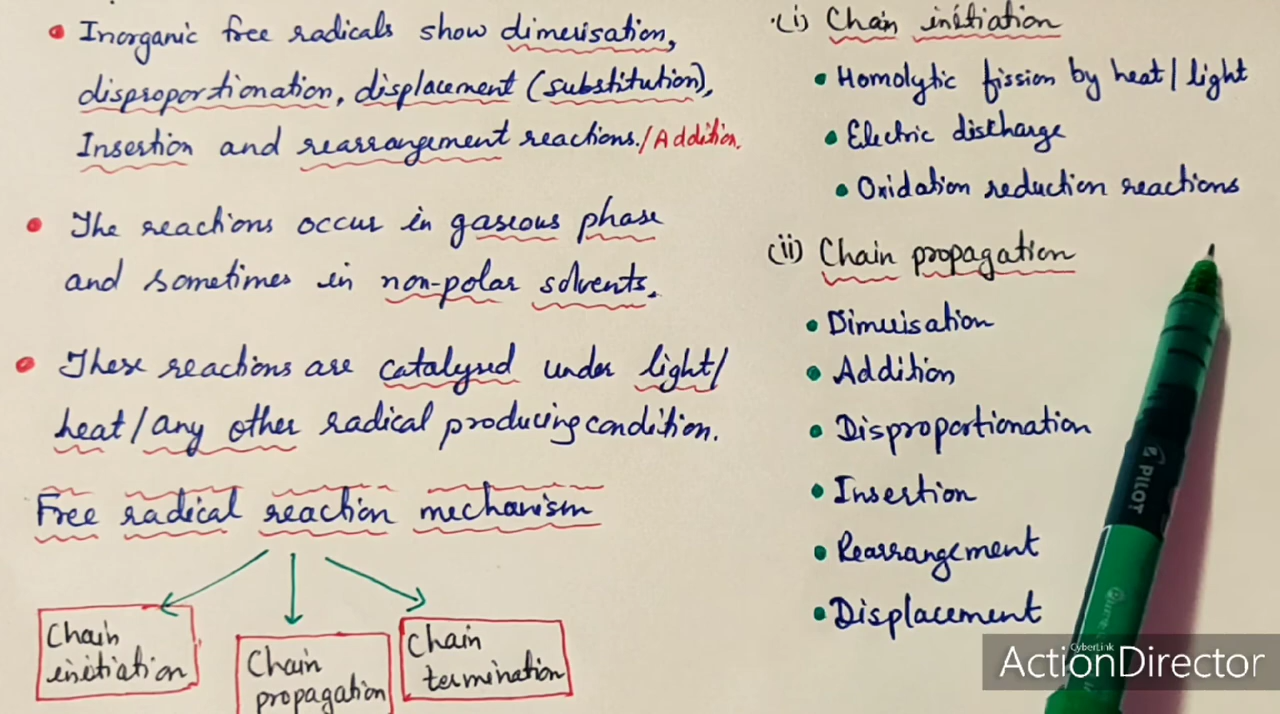 • Inorganic free radicals show dimerisation,
disproportionation, displacement (substitution),
Insertion and rearrangement reactions./Addition.
• The reactions occur in gaseous phase
and sometimes in non-polar solvents.
• These reactions are catalysed under light/
heat/any other radical producing condition.
Free radical reaction mechanism
Chain
initiation
Chain
propagation
Chain
termination
(i) Chain initiation
• Homolytic fission by heat/light
• Electric discharge
• Oxidation reduction reactions
(ii) Chain propagation
• Dimerisation
• Addition
• Disproportionation
• Insertion
• Rearrangement
• Displacement
PILOT
CyberLink
ActionDirector